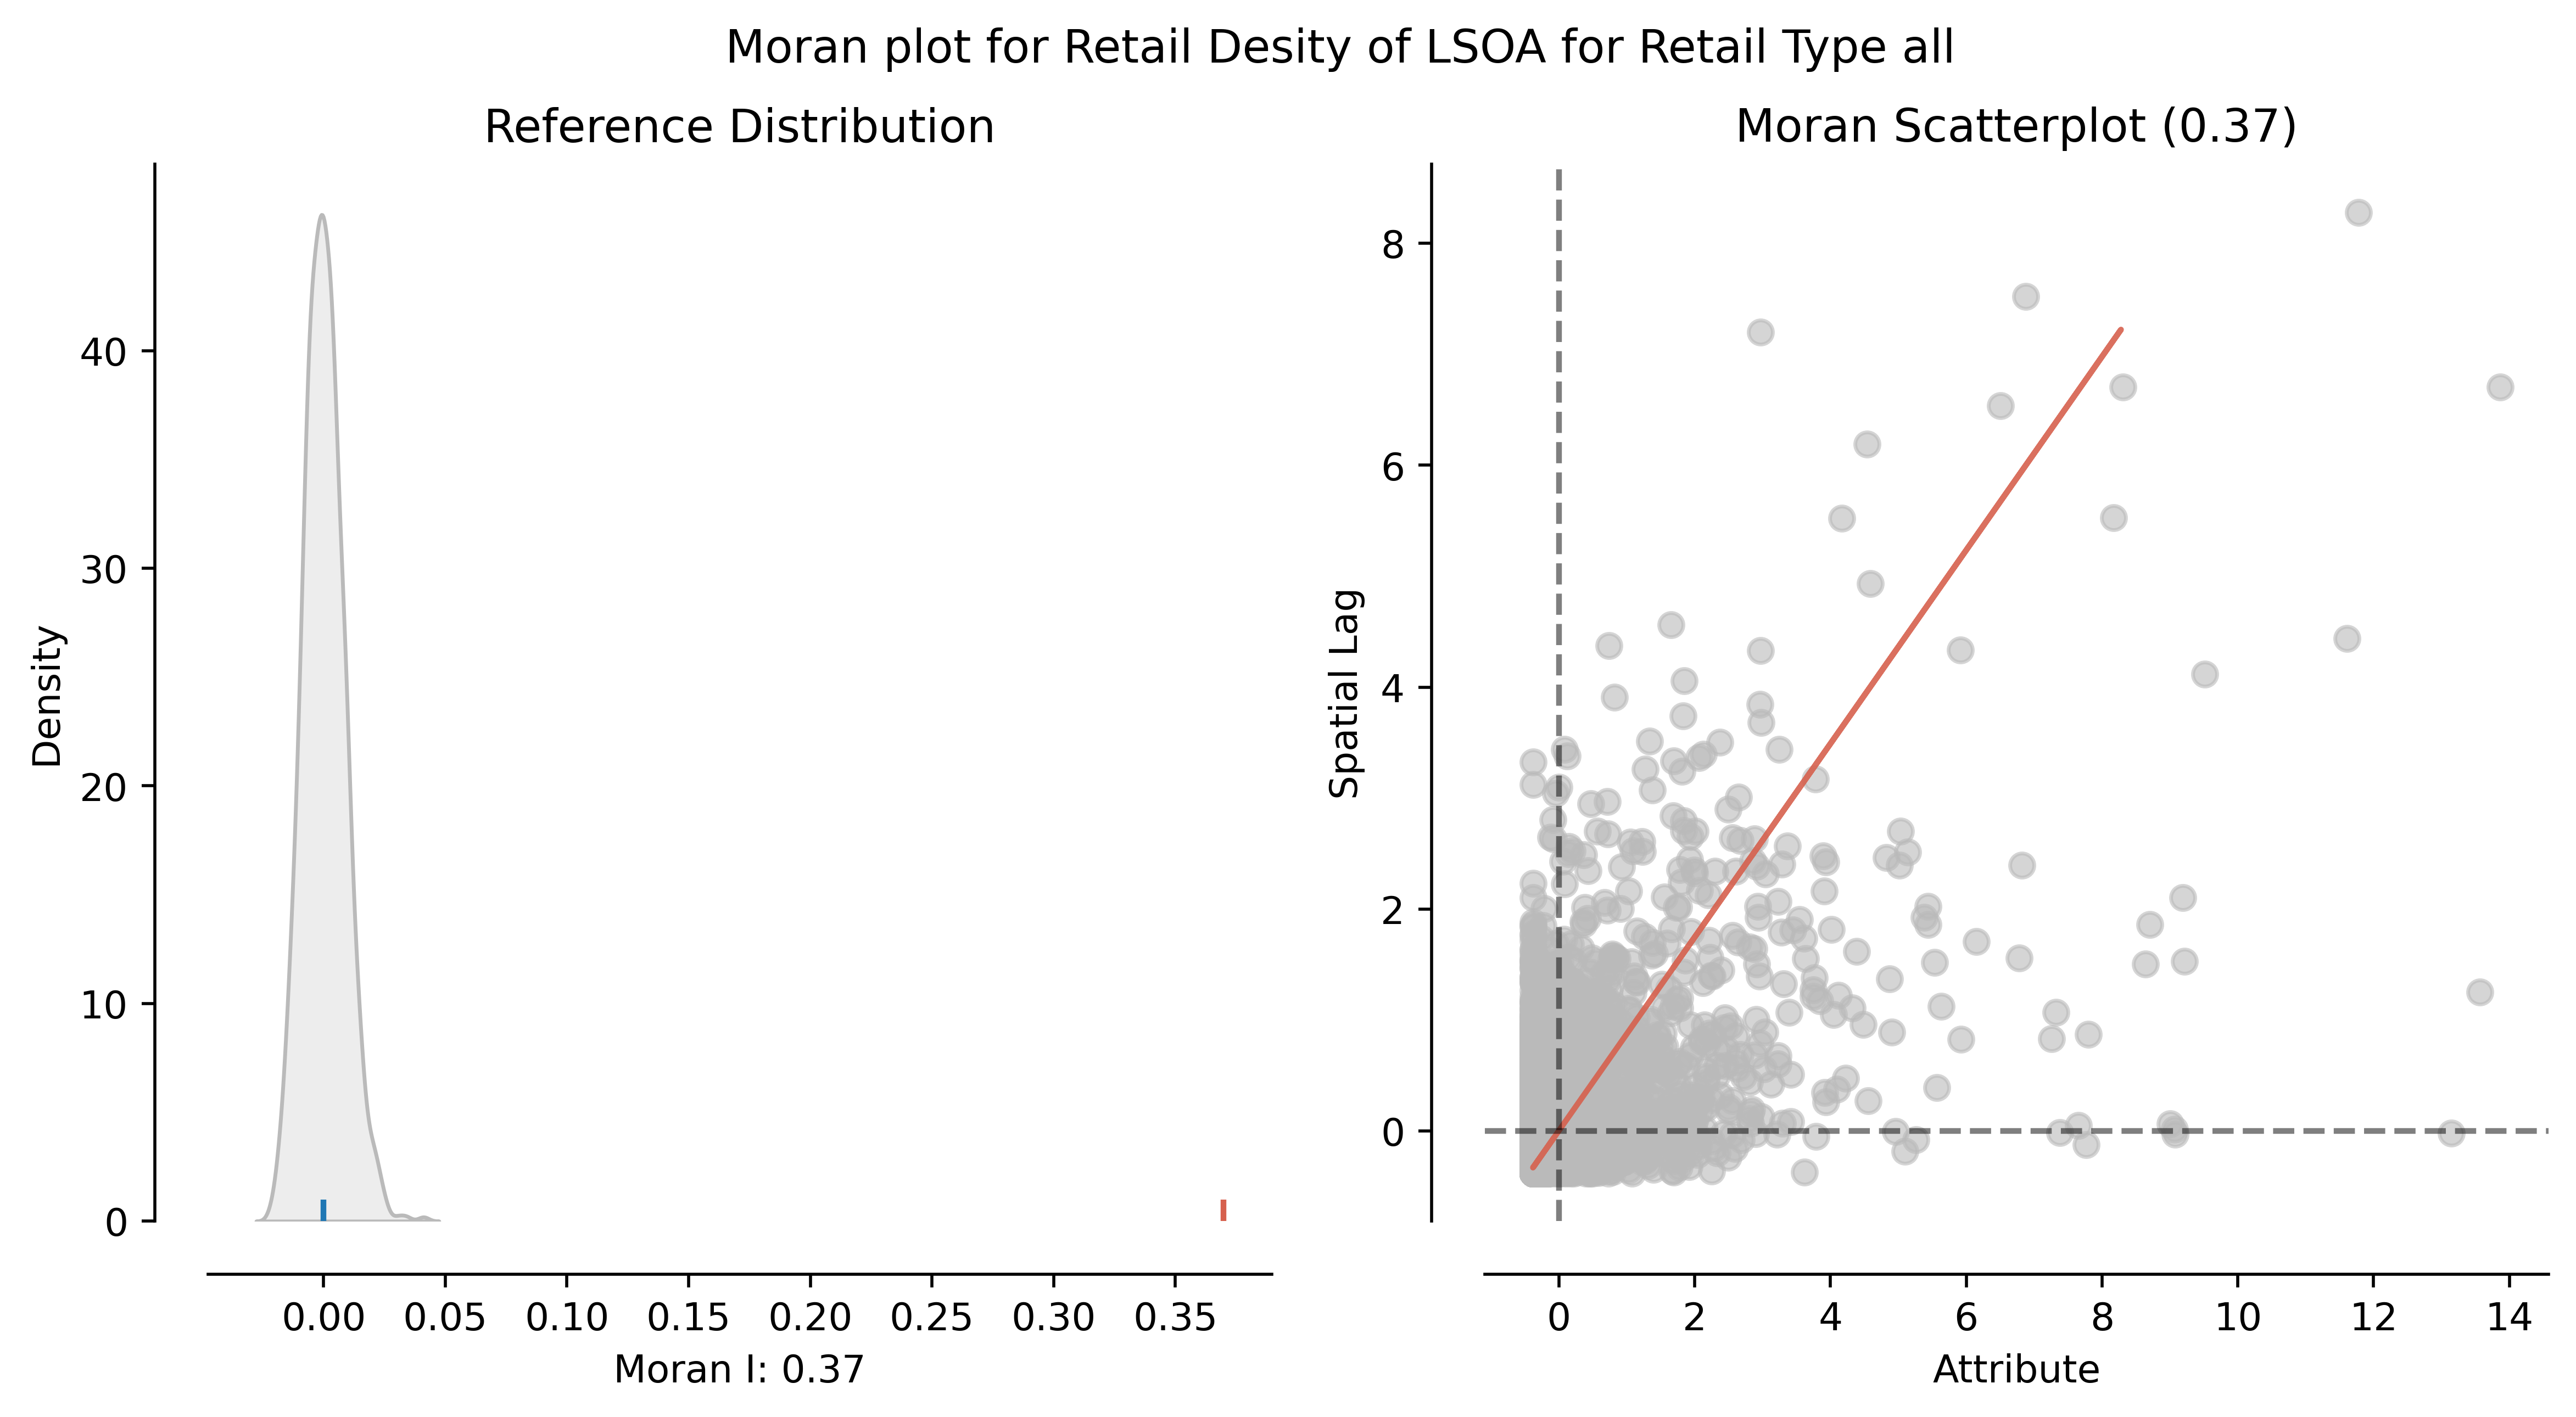 Moran plot for Retail Desity of LSOA for Retail Type all
Reference Distribution
Density
40
30
20
10
0
0.00 0.05 0.10 0.15 0.20 0.25 0.30 0.35
Moran I: 0.37
Moran Scatterplot (0.37)
Spatial Lag
8
6
4
2
0
0 2 4 6 8 10 12 14
Attribute